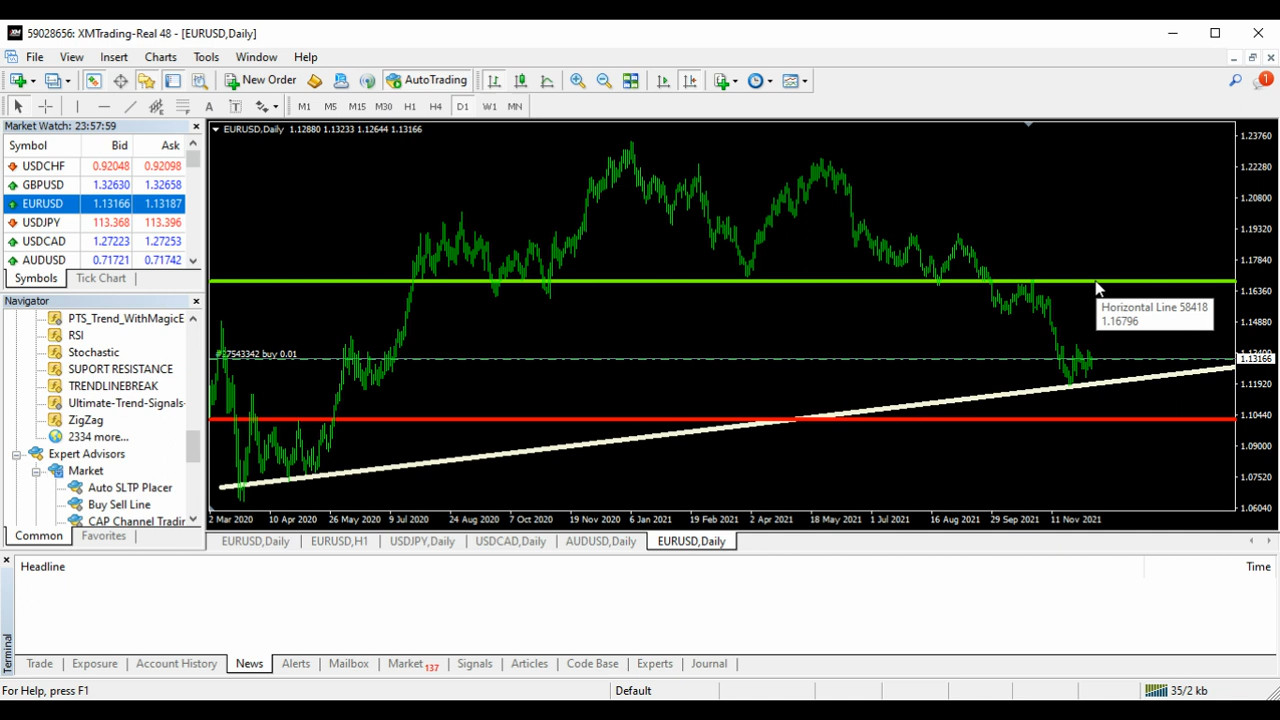 59028656: XMTrading-Real 48 - [EURUSD,Daily]
File View Insert Charts Tools Window Help
New Order AutoTrading 1
A T M1 M5 M15 M30 H1 H4 D1 W1 MN
Market Watch: 23:57:59
Symbol Bid Ask
USDCHF 0.92048 0.92098
GBPUSD 1.32630 1.32658
EURUSD 1.13166 1.13187
USDJPY 113.368 113.396
USDCAD 1.27223 1.27253
AUDUSD 0.71721 0.71742
Symbols Tick Chart
Navigator
PTS_Trend_WithMagicE
RSI
Stochastic
SUPORT RESISTANCE
TRENDLINEBREAK
Ultimate-Trend-Signals-
ZigZag
2334 more...
Expert Advisors
Market
Auto SLTP Placer
Buy Sell Line
CAP Channel Tradir
Common Favorites
EURUSD,Daily 1.12880 1.13233 1.12644 1.13166
1.23760
1.22280
1.20800
1.19320
1.17840
1.16360
1.14880
1.13166
1.11920
1.10440
1.09000
1.07520
1.06040
Horizontal Line 58418
1.16796
buy 0.01
2 Mar 2020 10 Apr 2020 26 May 2020 9 Jul 2020 24 Aug 2020 7 Oct 2020 19 Nov 2020 6 Jan 2021 19 Feb 2021 2 Apr 2021 18 May 2021 1 Jul 2021 16 Aug 2021 29 Sep 2021 11 Nov 2021
EURUSD,Daily EURUSD,H1 USDJPY,Daily USDCAD,Daily AUDUSD,Daily EURUSD,Daily
Headline Time
Terminal
Trade Exposure Account History News Alerts Mailbox Market 137 Signals Articles Code Base Experts Journal
For Help, press F1 Default 35/2 kb